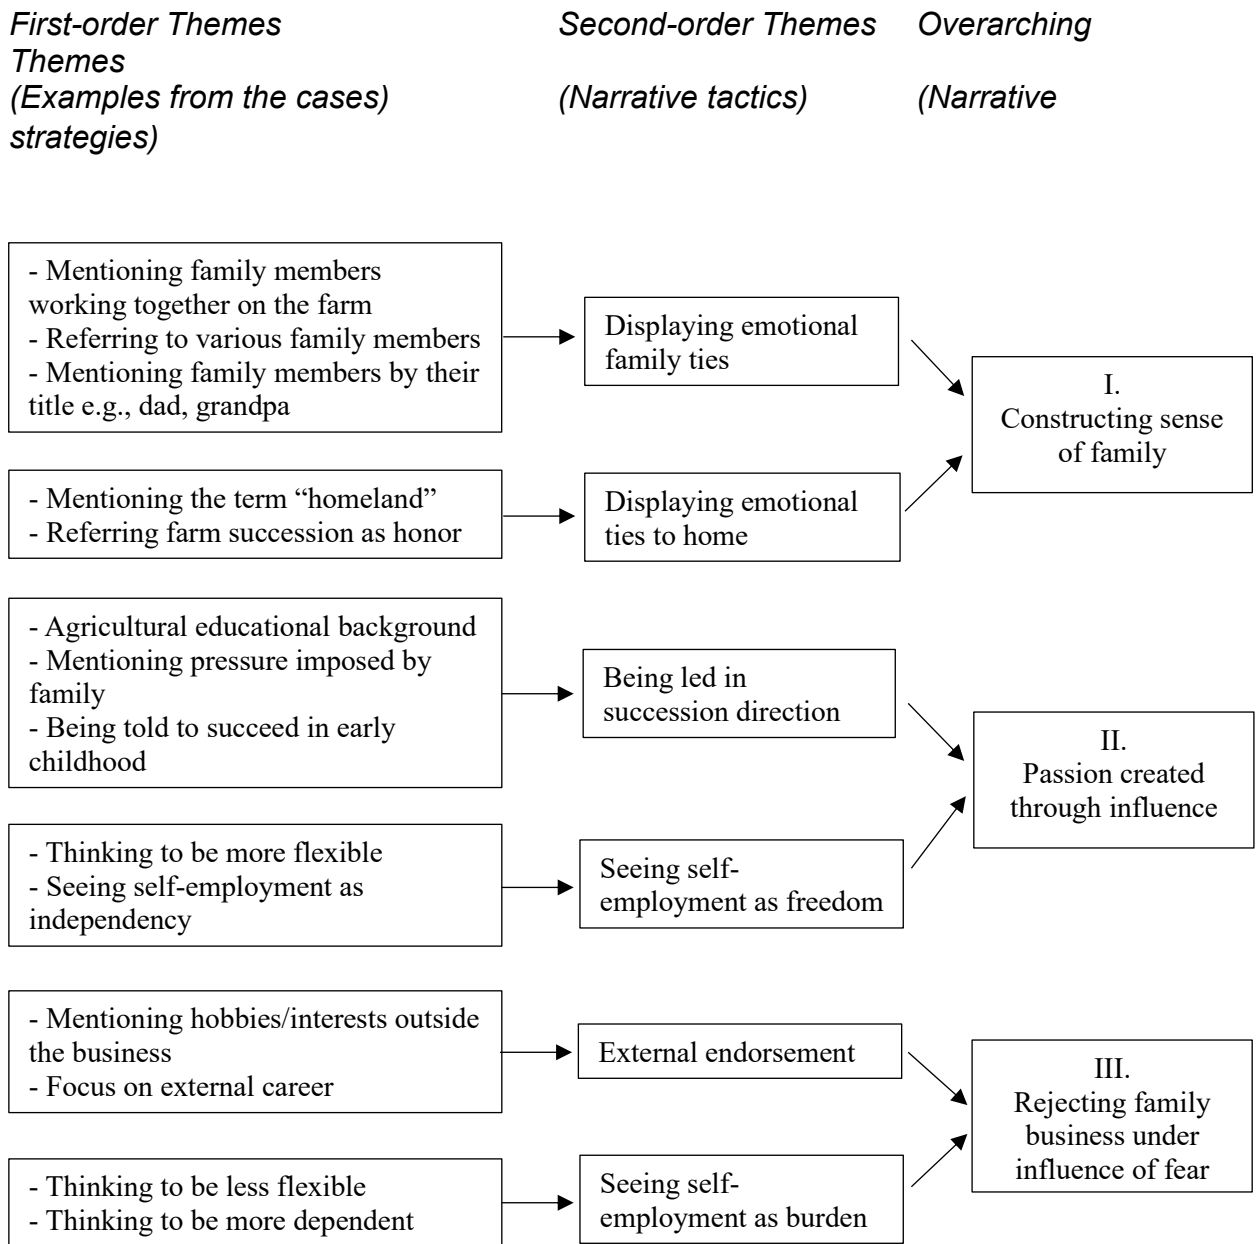 First-order Themes Second-order Themes Overarching
Themes
(Examples from the cases) (Narrative tactics) (Narrative
strategies)
- Mentioning family members
working together on the farm
- Referring to various family members
- Mentioning family members by their
title e.g., dad, grandpa
Displaying emotional
family ties
I.
Constructing sense
of family
- Mentioning the term “homeland”
- Referring farm succession as honor
Displaying emotional
ties to home
- Agricultural educational background
- Mentioning pressure imposed by
family
- Being told to succeed in early
childhood
Being led in
succession direction
II.
Passion created
through influence
- Thinking to be more flexible
- Seeing self-employment as
independency
Seeing self-
employment as freedom
- Mentioning hobbies/interests outside
the business
- Focus on external career
External endorsement
III.
Rejecting family
business under
influence of fear
- Thinking to be less flexible
- Thinking to be more dependent
Seeing self-
employment as burden